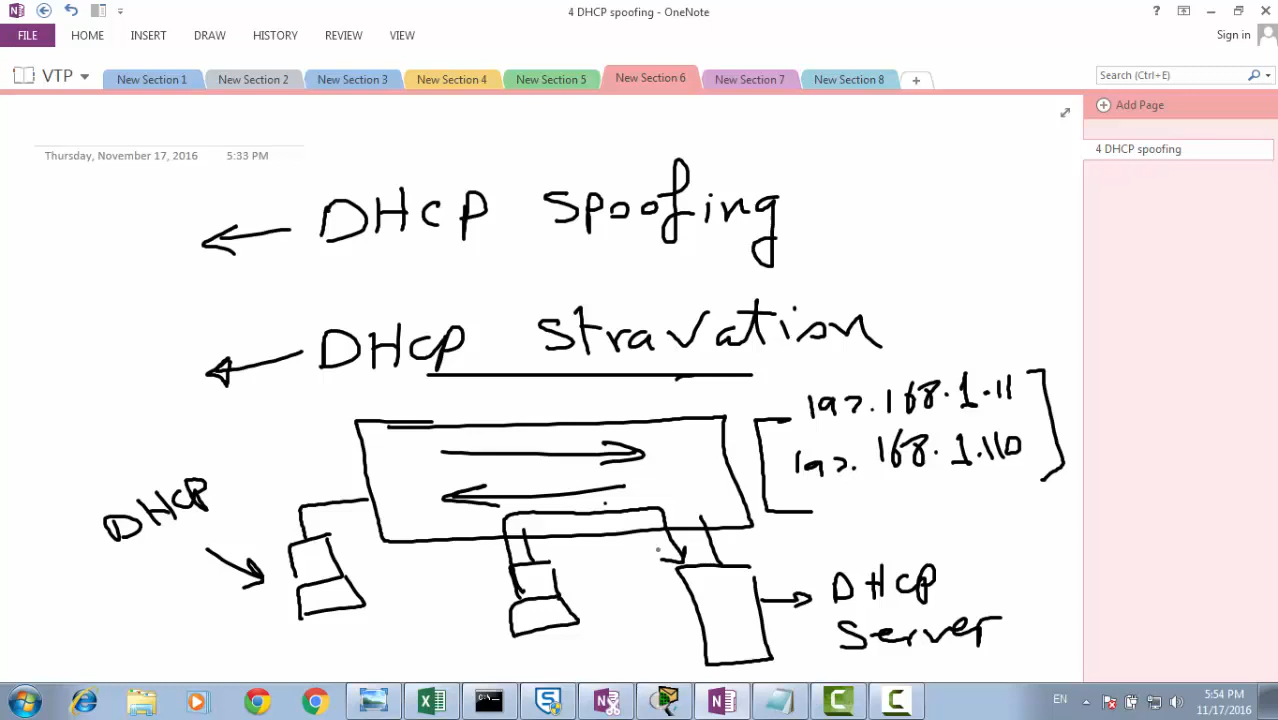 4 DHCP spoofing - OneNote
FILE HOME INSERT DRAW HISTORY REVIEW VIEW
Sign in
VTP
New Section 1 New Section 2 New Section 3 New Section 4 New Section 5 New Section 6 New Section 7 New Section 8
Search (Ctrl+E)
Add Page
4 DHCP spoofing
Thursday, November 17, 2016 5:33 PM
DHCP spoofing
DHCP stravation
192.168.1.11
192.168.1.110
DHCP
DHCP
Server
EN
5:54 PM
11/17/2016